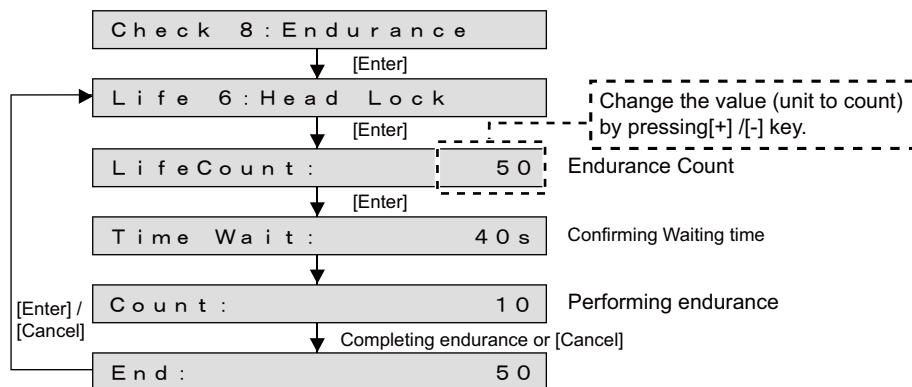 Check 8:Endurance
[Enter]
Life 6:Head Lock
[Enter]
Change the value (unit to count)
by pressing[+] /[-] key.
LifeCount: 50
Endurance Count
[Enter]
Time Wait: 40s
Confirming Waiting time
Count: 10
Performing endurance
[Enter] /
[Cancel]
Completing endurance or [Cancel]
End: 50